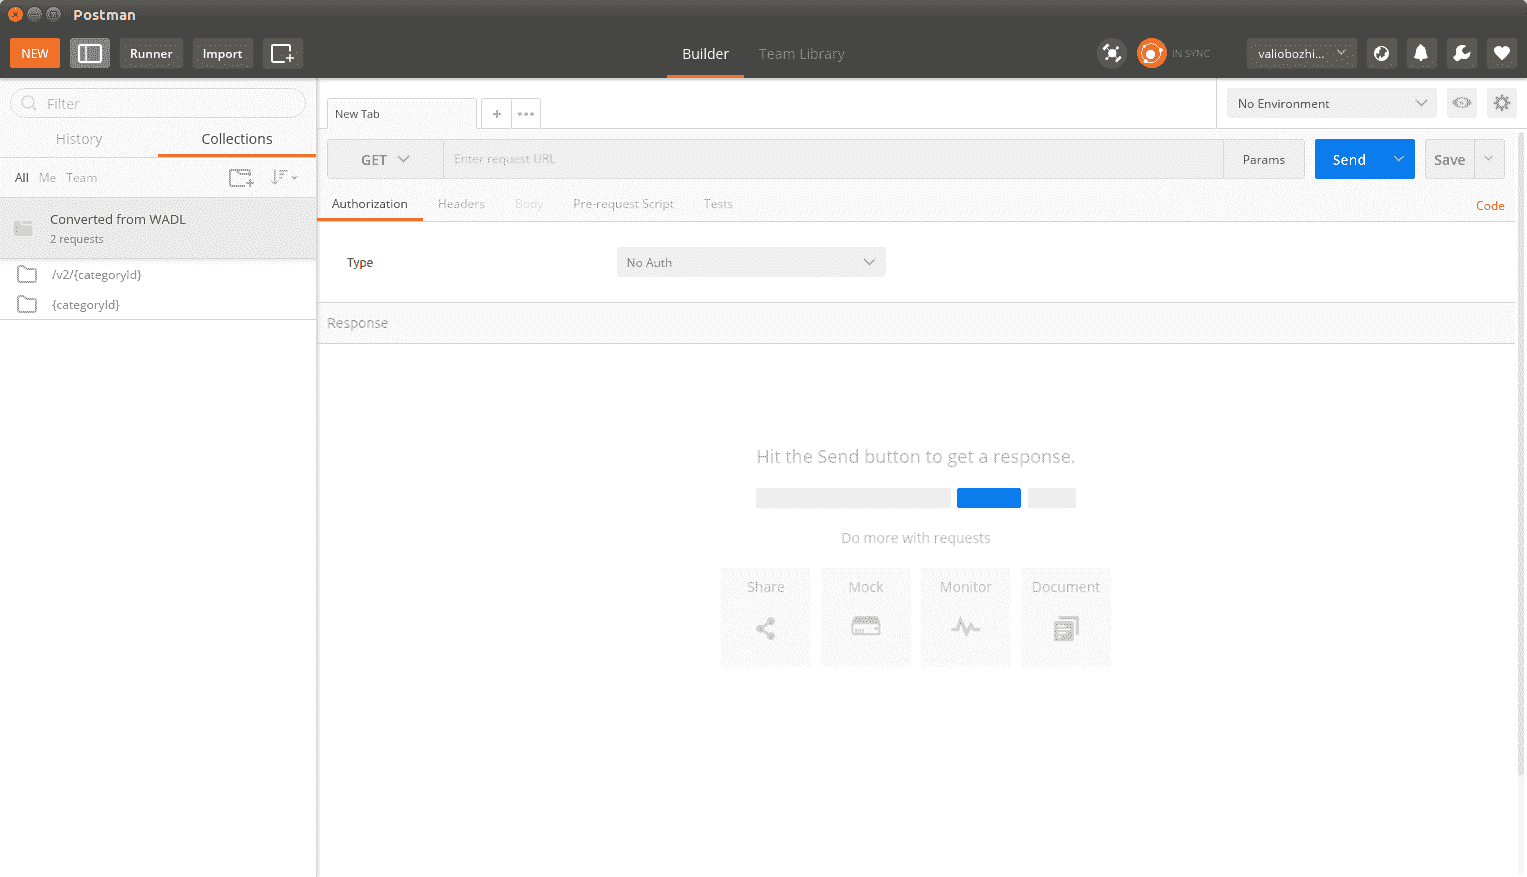 Postman
NEW
Runner
Import
Builder
Team Library
IN SYNC
valiobozhi...
Filter
History
Collections
All Me Team
Converted from WADL
2 requests
/v2/{categoryId}
{categoryId}
New Tab
No Environment
GET
Enter request URL
Params
Send
Save
Authorization
Headers
Body
Pre-request Script
Tests
Code
Type
No Auth
Response
Hit the Send button to get a response.
Do more with requests
Share
Mock
Monitor
Document